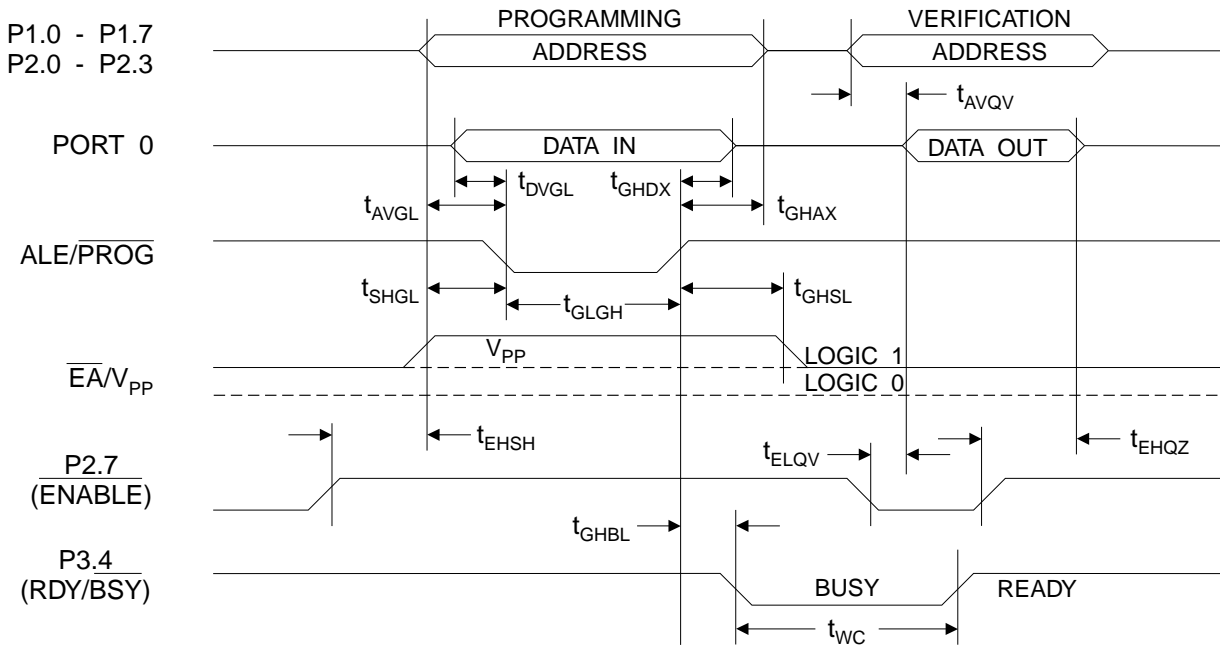 PROGRAMMING
VERIFICATION
P1.0 - P1.7
P2.0 - P2.3
ADDRESS
ADDRESS
tAVQV
PORT 0
DATA IN
DATA OUT
tDVGL
tGHDX
tAVGL
tGHAX
ALE/PROG
tSHGL
tGLGH
tGHSL
VPP
LOGIC 1
EA/VPP
LOGIC 0
tEHSH
tELQV
tEHQZ
P2.7
(ENABLE)
tGHBL
P3.4
(RDY/BSY)
BUSY
READY
tWC